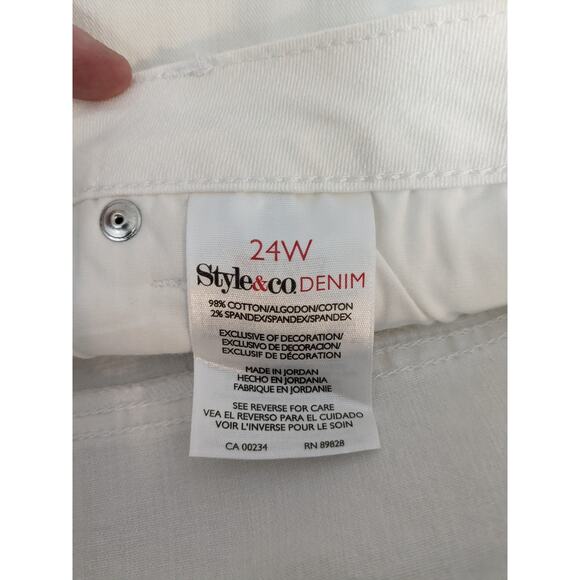 24W
Style&co. DENIM
98% COTTON/ALGODON/COTON
2% SPANDEX/SPANDEX/SPANDEX
EXCLUSIVE OF DECORATION/
EXCLUSIVO DE DECORACION/
EXCLUSIF DE DÉCORATION
MADE IN JORDAN
HECHO EN JORDANIA
FABRIQUE EN JORDANIE
SEE REVERSE FOR CARE
VEA EL REVERSO PARA EL CUIDADO
VOIR L'INVERSE POUR LE SOIN
CA 00234 RN 89828